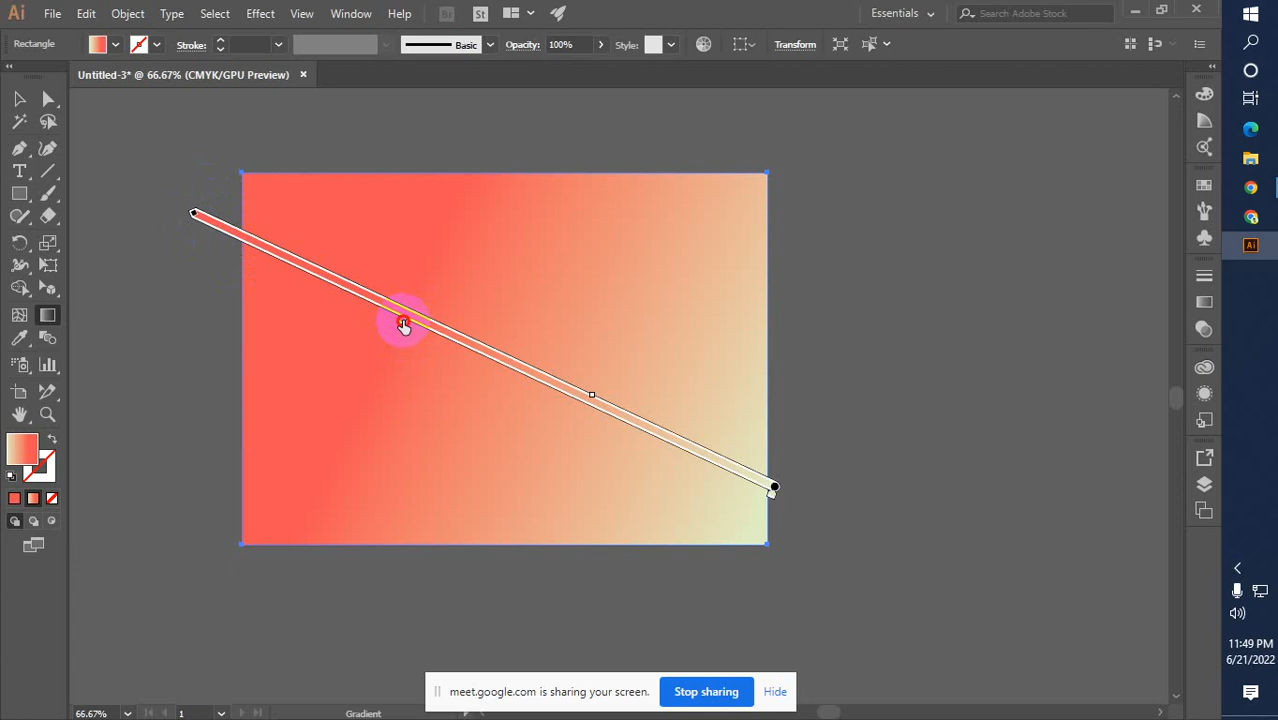 Ai File Edit Object Type Select Effect View Window Help Br St Essentials Search Adobe Stock
Rectangle Stroke: Basic Opacity: 100% Style: Transform
Untitled-3* @ 66.67% (CMYK/GPU Preview)
T
Ai
11:49 PM
6/21/2022
meet.google.com is sharing your screen. Stop sharing Hide
66.67% 1 Gradient